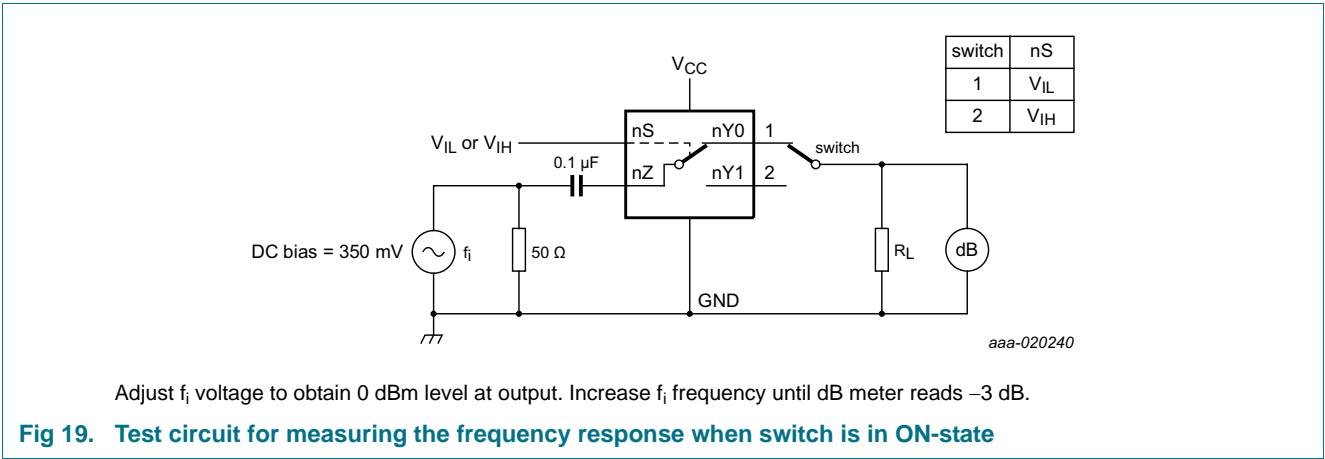 switch nS
1 VIL
2 VIH
VCC
nS nY0 1
VIL or VIH
switch
0.1 μF
nZ nY1 2
DC bias = 350 mV fi 50 Ω RL dB
GND
aaa-020240
Adjust fi voltage to obtain 0 dBm level at output. Increase fi frequency until dB meter reads −3 dB.
Fig 19. Test circuit for measuring the frequency response when switch is in ON-state